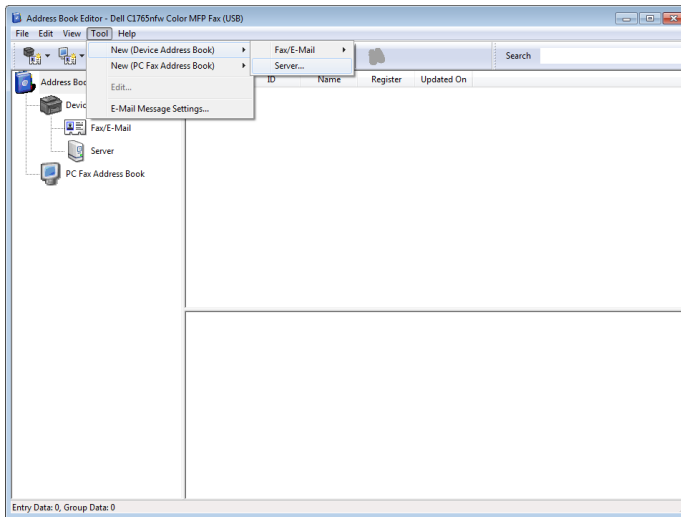 Address Book Editor - Dell C1765nfw Color MFP Fax (USB)
File Edit View Tool Help
New (Device Address Book) Fax/E-Mail
New (PC Fax Address Book) Server...
Edit...
E-Mail Message Settings...
Search
Address Boo
ID Name Register Updated On
Devic
Fax/E-Mail
Server
PC Fax Address Book
Entry Data: 0, Group Data: 0